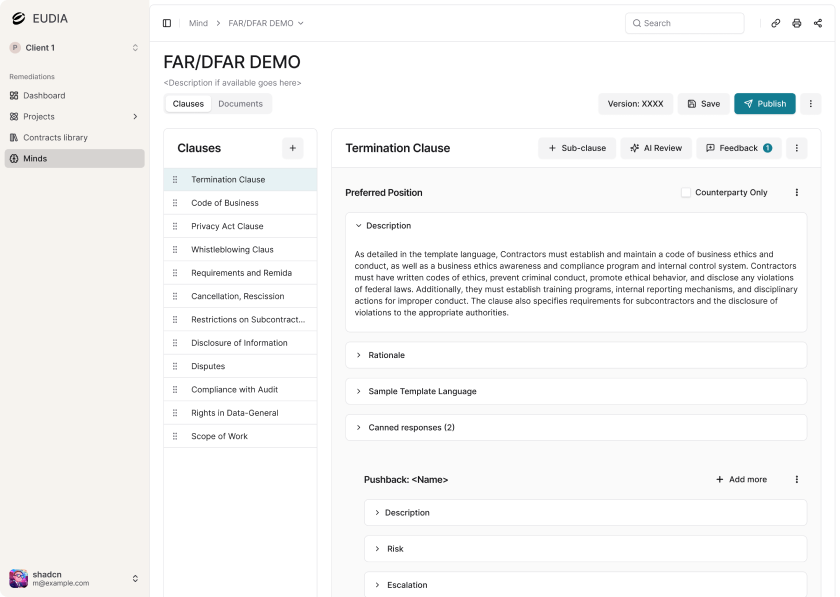 EUDIA
P Client 1
Remediations
Dashboard
Projects
Contracts library
Minds
shadcn
m@example.com
Mind > FAR/DFAR DEMO
Search
FAR/DFAR DEMO
<Description if available goes here>
Clauses Documents
Version: XXXX Save Publish
Clauses
Termination Clause
Code of Business
Privacy Act Clause
Whistleblowing Claus
Requirements and Remida
Cancellation, Rescission
Restrictions on Subcontract...
Disclosure of Information
Disputes
Compliance with Audit
Rights in Data-General
Scope of Work
Termination Clause
Sub-clause AI Review Feedback 1
Preferred Position
Counterparty Only
Description
As detailed in the template language, Contractors must establish and maintain a code of business ethics and
conduct, as well as a business ethics awareness and compliance program and internal control system. Contractors
must have written codes of ethics, prevent criminal conduct, promote ethical behavior, and disclose any violations
of federal laws. Additionally, they must establish training programs, internal reporting mechanisms, and disciplinary
actions for improper conduct. The clause also specifies requirements for subcontractors and the disclosure of
violations to the appropriate authorities.
Rationale
Sample Template Language
Canned responses (2)
Pushback: <Name>
Add more
Description
Risk
Escalation